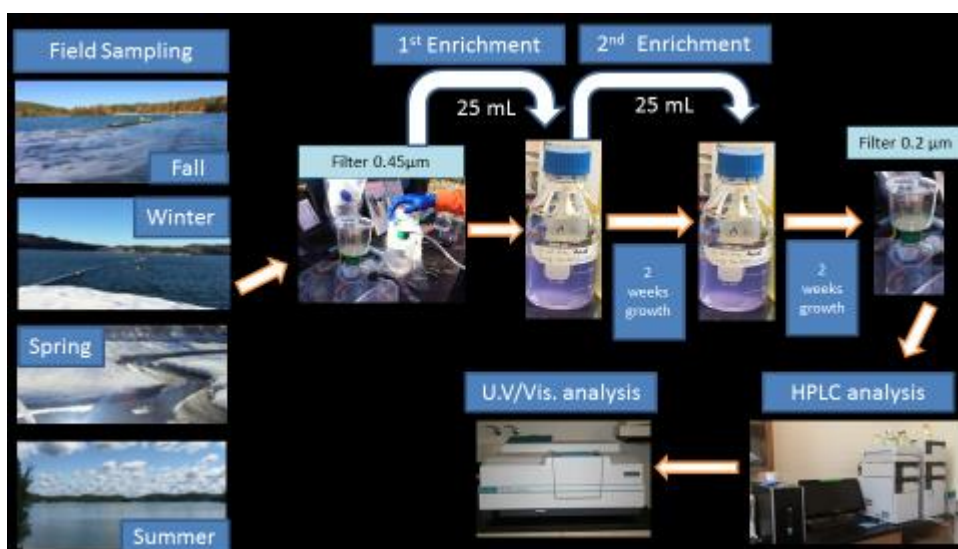 Field Sampling
Fall
Winter
Spring
Summer
1st Enrichment
2nd Enrichment
25 mL
25 mL
Filter 0.45µm
2
weeks
growth
2
weeks
growth
Filter 0.2 µm
HPLC analysis
U.V/Vis. analysis